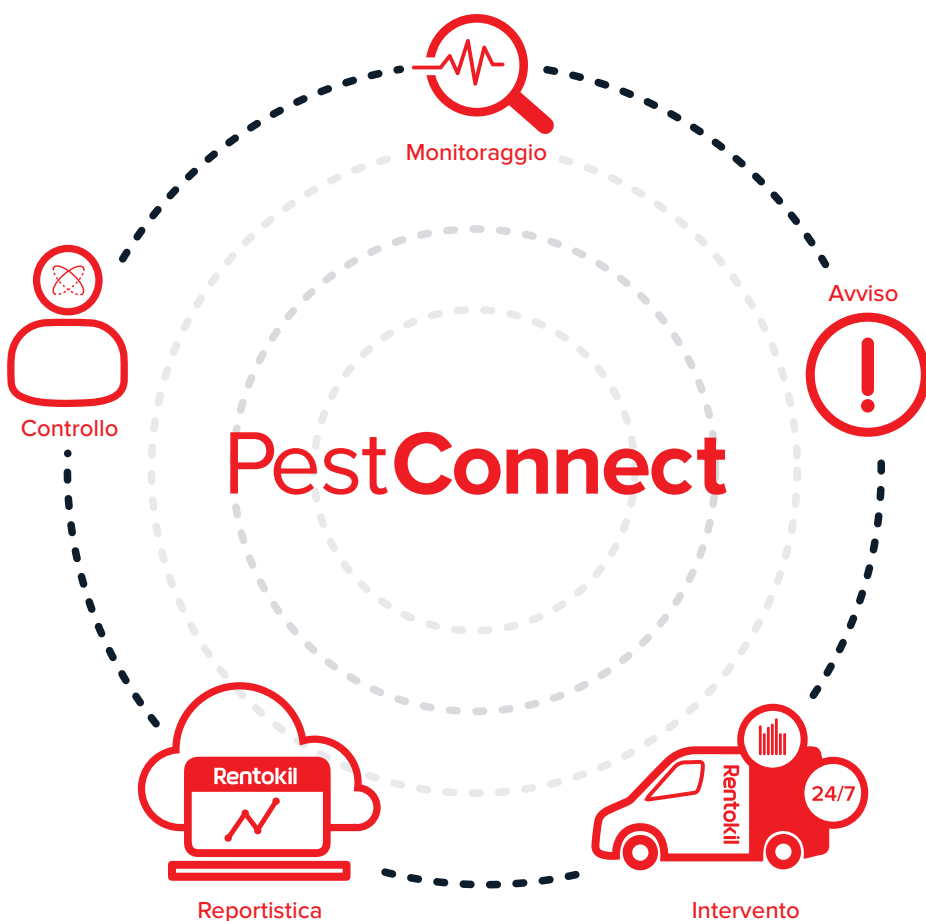 Monitoraggio
Avviso
Controllo
PestConnect
Rentokil
Rentokil
24/7
Reportistica
Intervento